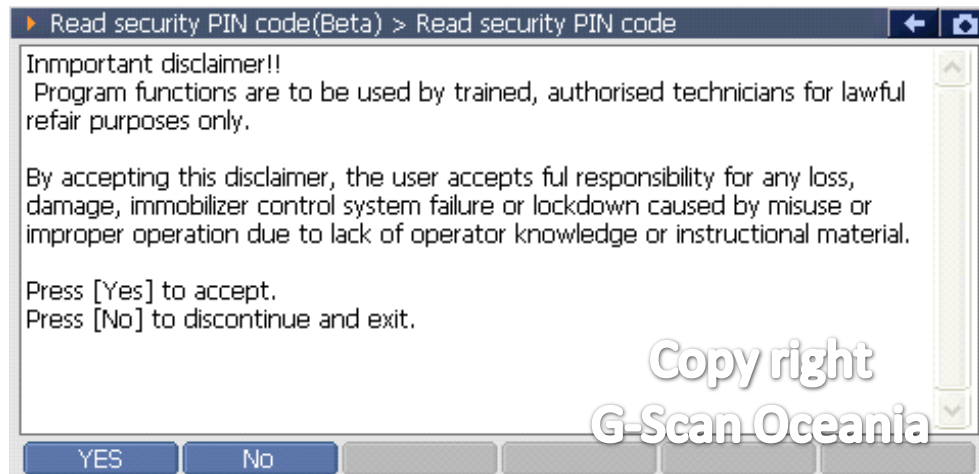 Read security PIN code(Beta) > Read security PIN code
Inmportant disclaimer!!
Program functions are to be used by trained, authorised technicians for lawful
refair purposes only.
By accepting this disclaimer, the user accepts ful responsibility for any loss,
damage, immobilizer control system failure or lockdown caused by misuse or
improper operation due to lack of operator knowledge or instructional material.
Press [Yes] to accept.
Press [No] to discontinue and exit.
Copy right
G-Scan Oceania
YES No